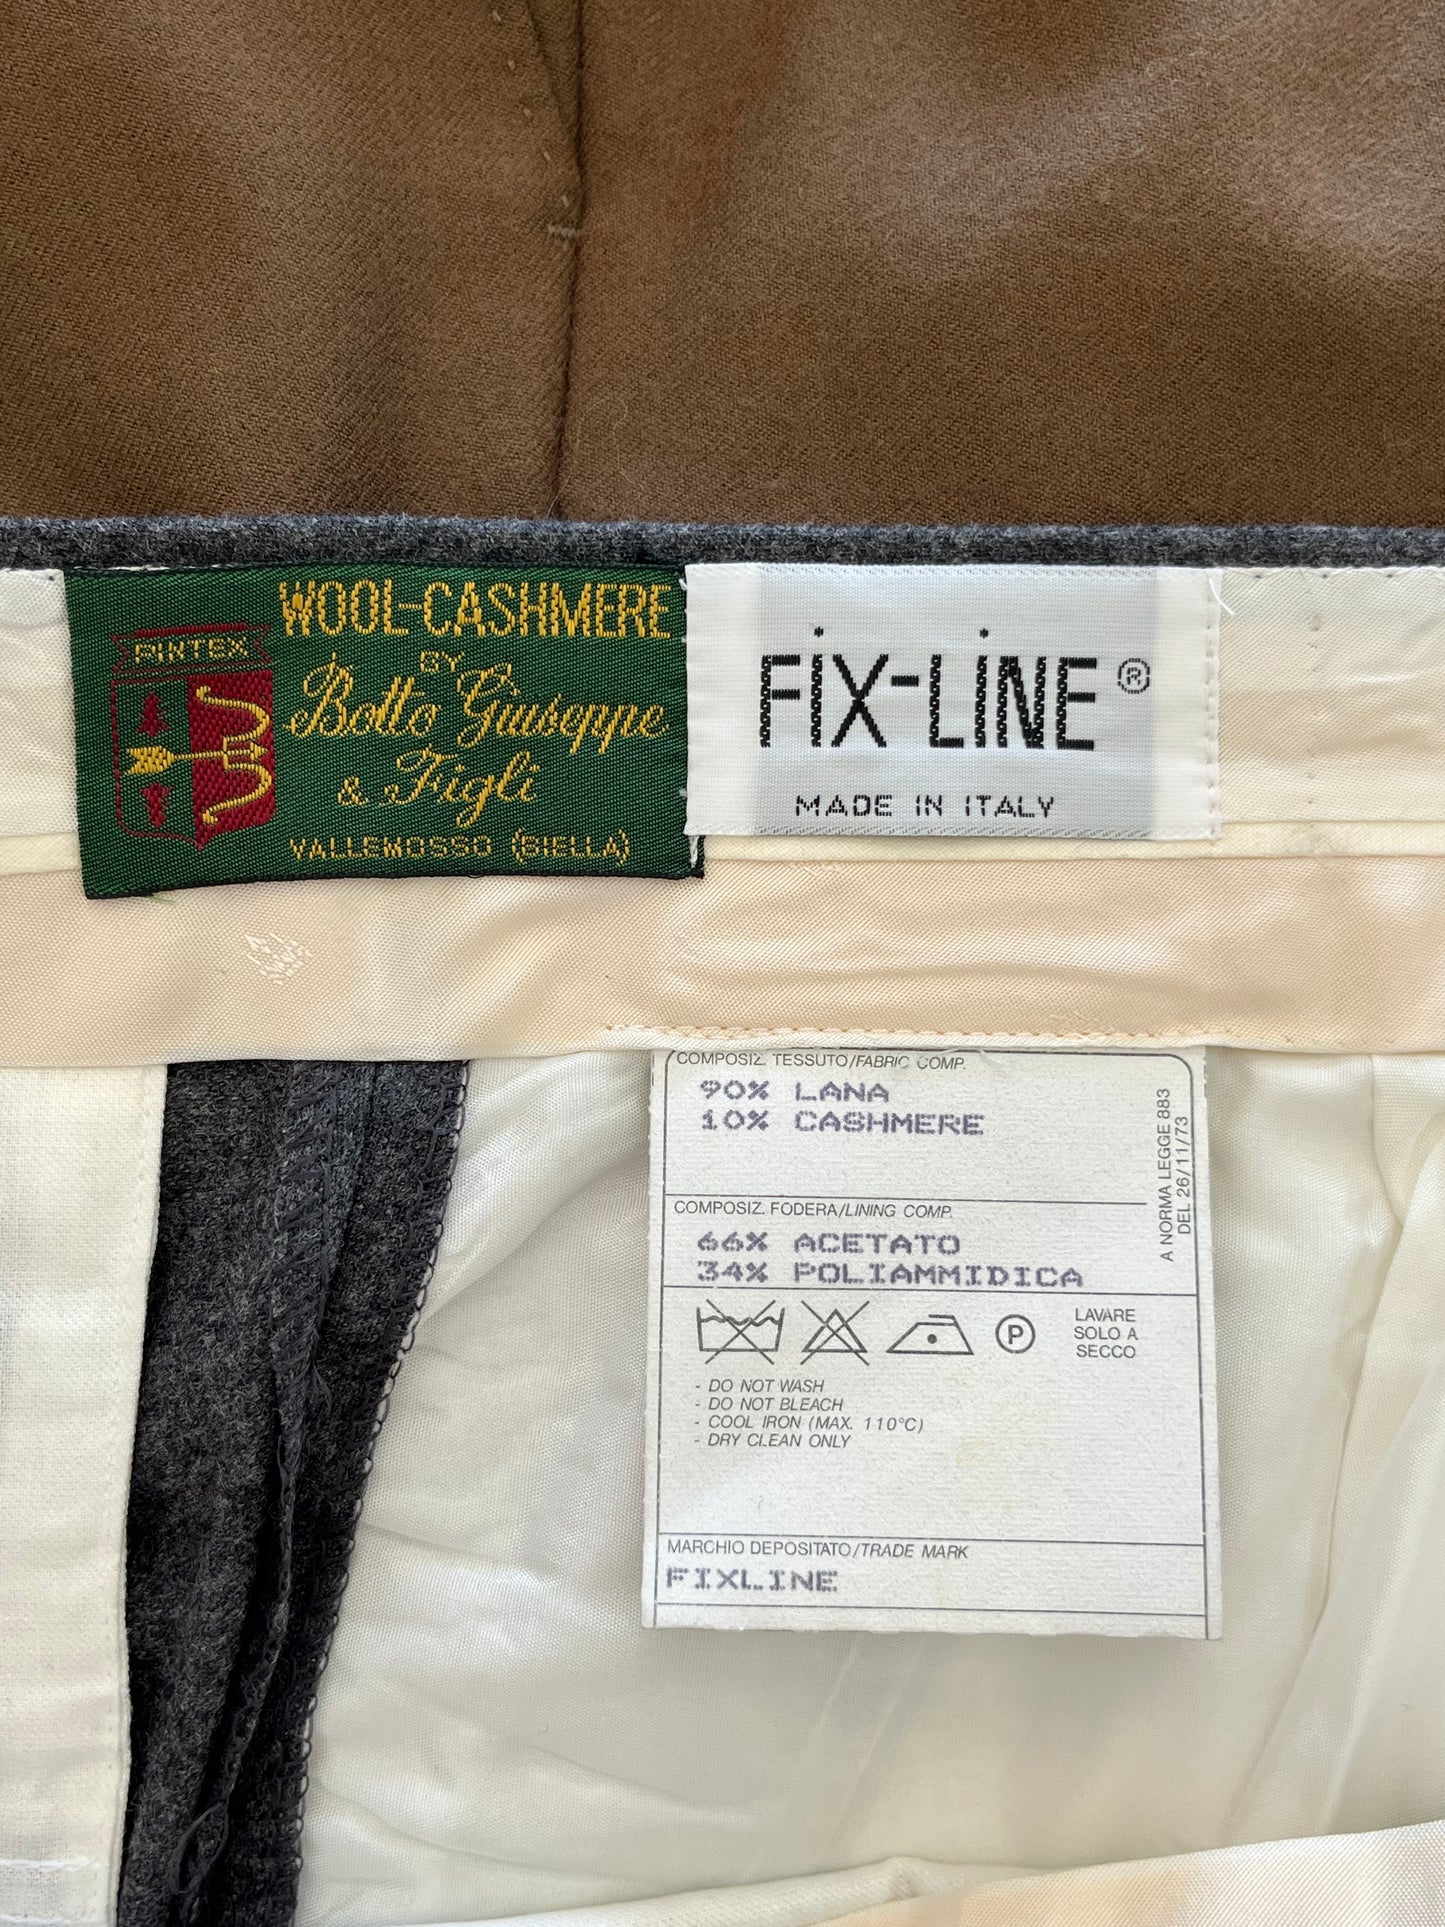 WOOL-CASHMERE
FINTEX
BY
Botto Giuseppe
& Figli
VALLEMOSSO (BIELLA)
FiX-LiNE ®
MADE IN ITALY
COMPOSIZ. TESSUTO/FABRIC COMP.
90% LANA
10% CASHMERE
A NORMA LEGGE 883
DEL 26/11/73
COMPOSIZ. FODERA/LINING COMP.
66% ACETATO
34% POLIAMMIDICA
P
LAVARE
SOLO A
SECCO
- DO NOT WASH
- DO NOT BLEACH
- COOL IRON (MAX. 110°C)
- DRY CLEAN ONLY
MARCHIO DEPOSITATO/TRADE MARK
FIXLINE